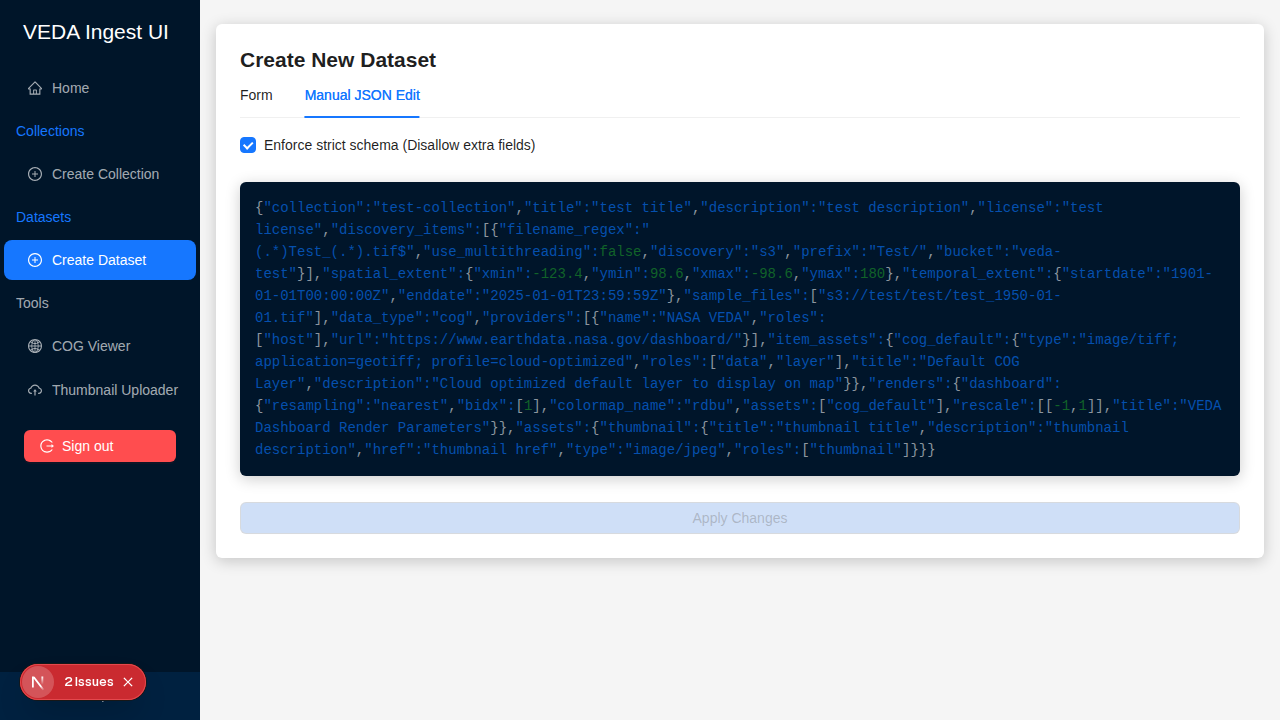 VEDA Ingest UI
Home
Collections
Create Collection
Datasets
Create Dataset
Tools
COG Viewer
Thumbnail Uploader
Sign out
2 Issues
Create New Dataset
Form
Manual JSON Edit
Enforce strict schema (Disallow extra fields)
{"collection":"test-collection","title":"test title","description":"test description","license":"test
license","discovery_items":[{"filename_regex":"
(.*)Test_(.*).tif$","use_multithreading":false,"discovery":"s3","prefix":"Test/","bucket":"veda-
test"}],"spatial_extent":{"xmin":-123.4,"ymin":98.6,"xmax":-98.6,"ymax":180},"temporal_extent":{"startdate":"1901-
01-01T00:00:00Z","enddate":"2025-01-01T23:59:59Z"},"sample_files":["s3://test/test/test_1950-01-
01.tif"],"data_type":"cog","providers":[{"name":"NASA VEDA","roles":
["host"],"url":"https://www.earthdata.nasa.gov/dashboard/"}],"item_assets":{"cog_default":{"type":"image/tiff;
application=geotiff; profile=cloud-optimized","roles":["data","layer"],"title":"Default COG
Layer","description":"Cloud optimized default layer to display on map"}},"renders":{"dashboard":
{"resampling":"nearest","bidx":[1],"colormap_name":"rdbu","assets":["cog_default"],"rescale":[[-1,1]],"title":"VEDA
Dashboard Render Parameters"}},"assets":{"thumbnail":{"title":"thumbnail title","description":"thumbnail
description","href":"thumbnail href","type":"image/jpeg","roles":["thumbnail"]}}}}
Apply Changes